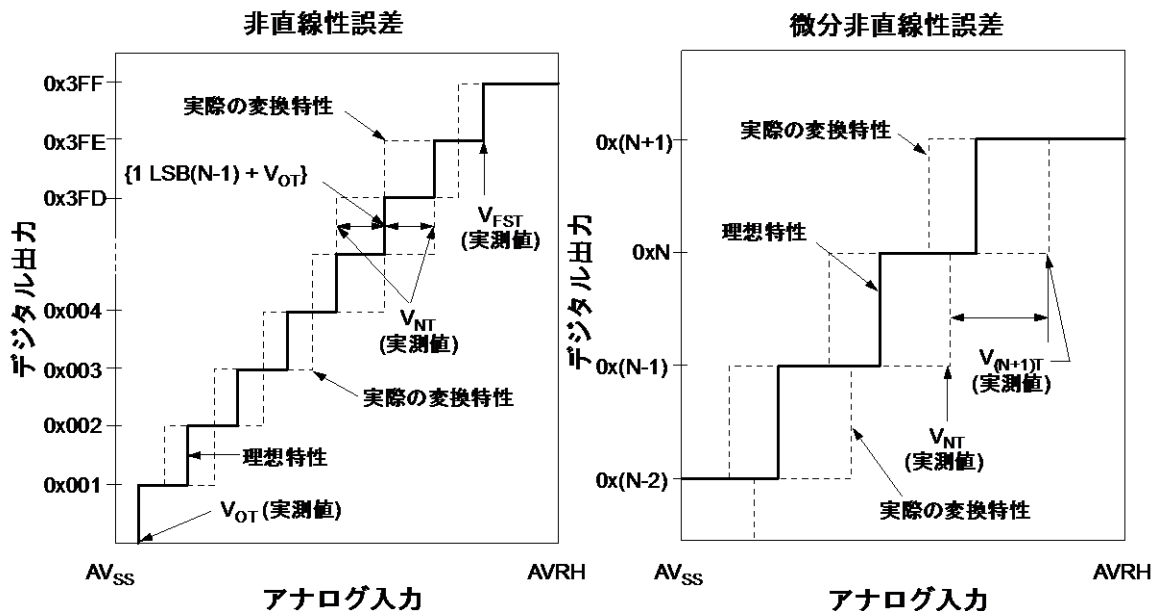 非直線性誤差
0x3FF
0x3FE
0x3FD
0x004
0x003
0x002
0x001
デジタル出力
実際の変換特性
{1 LSB(N-1) + VOT}
VFST
(実測値)
VNT
(実測値)
実際の変換特性
理想特性
VOT (実測値)
AVSS
AVRH
アナログ入力
微分非直線性誤差
0x(N+1)
0xN
0x(N-1)
0x(N-2)
デジタル出力
実際の変換特性
理想特性
V(N+1)T
(実測値)
VNT
(実測値)
実際の変換特性
AVSS
AVRH
アナログ入力